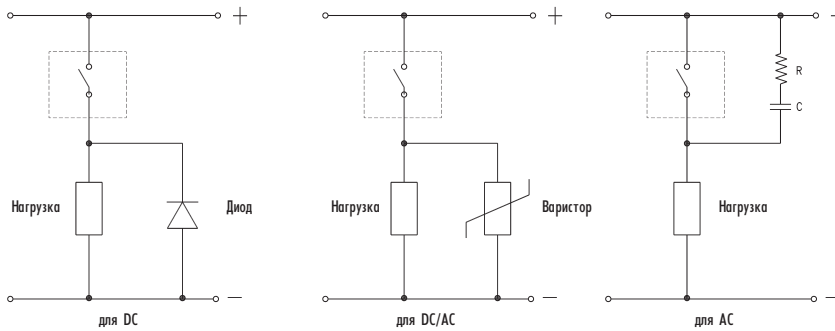 +
+
R
C
Нагрузка
Диод
Нагрузка
Варистор
Нагрузка
—
—
—
для DC
для DC/AC
для AC